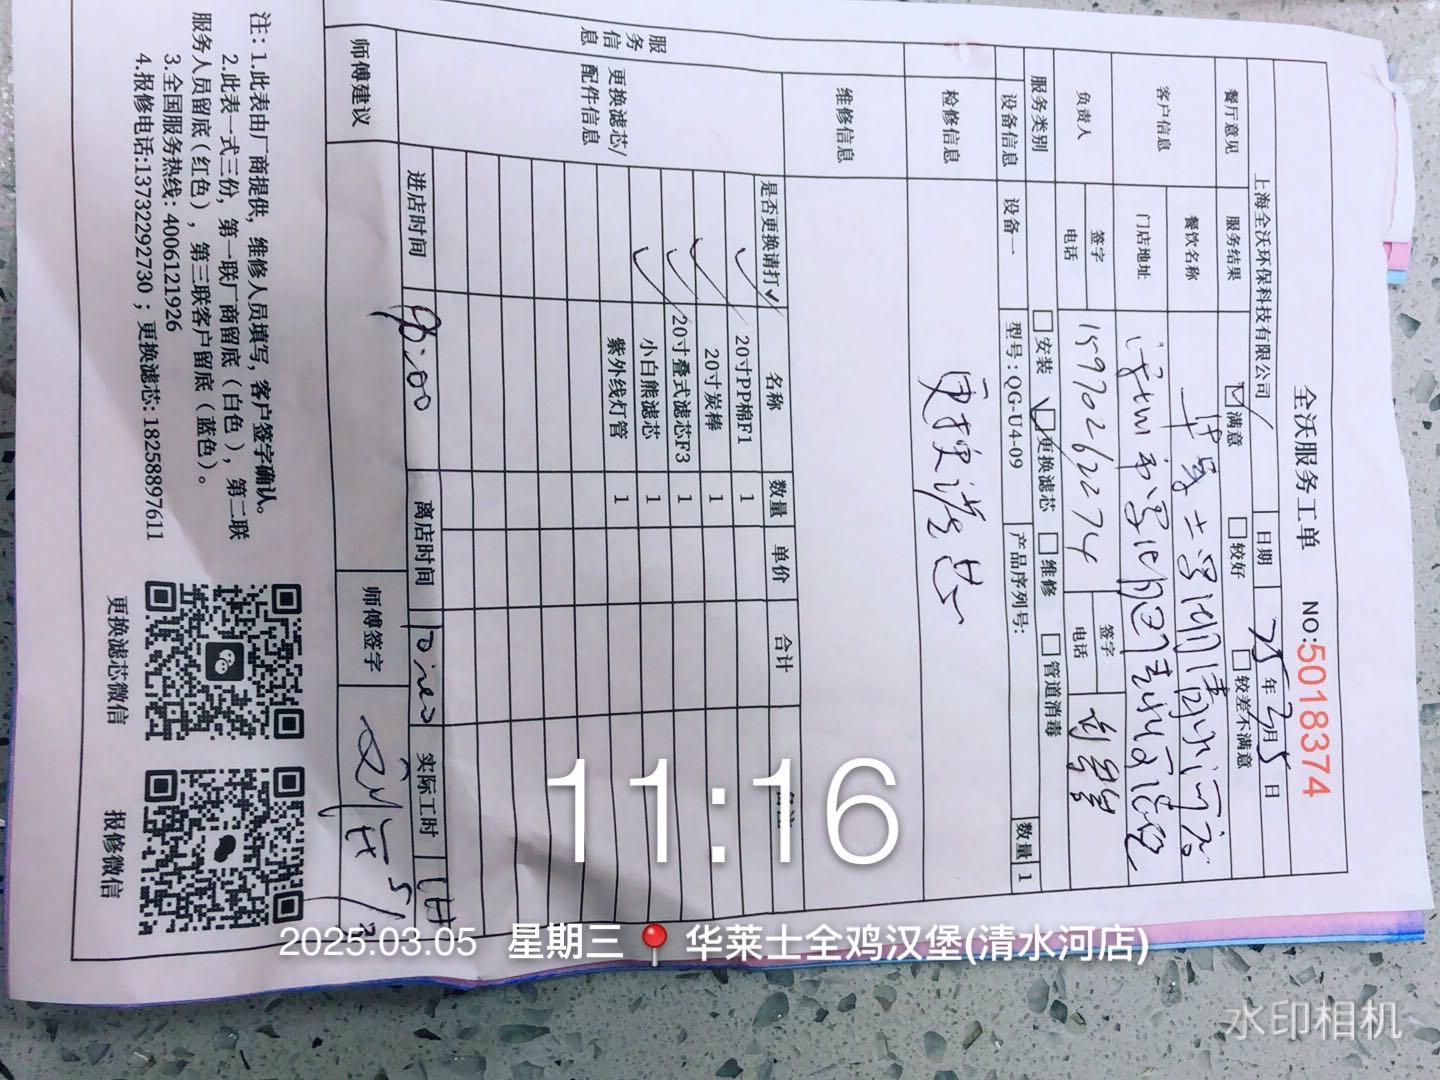 全沃服务工单 NO:5018374
上海全沃环保科技有限公司 日期 25年3月5日
餐厅意见 服务结果 满意 较好 较差不满意
客户信息 餐饮名称 华莱士
门店地址
负责人 签字 签字
电话 15970262274 电话
服务类别 安装 更换滤芯 维修 管道消毒
设备信息 设备一 型号:QG-U4-09 产品序列号: 数量 1
检修信息 更换滤芯
维修信息
服务信息
更换滤芯/配件信息
是否更换请打✓ 名称 数量 单价 合计 备注
✓ 20寸PP棉F1 1
✓ 20寸炭棒 1
✓ 20寸叠式滤芯F3 1
✓ 小白熊滤芯 1
紫外线灯管 1
进店时间 9:00 离店时间 10:00 实际工时 1H
师傅建议 师傅签字
注:1.此表由厂商提供,维修人员填写,客户签字确认。
2.此表一式三份,第一联厂商留底(白色),第二联
服务人员留底(红色),第三联客户留底(蓝色)。
3.全国服务热线:4006121926
4.报修电话:13732292730;更换滤芯:18258897611
更换滤芯微信 报修微信
11:16
2025.03.05 星期三 华莱士全鸡汉堡(清水河店)
水印相机